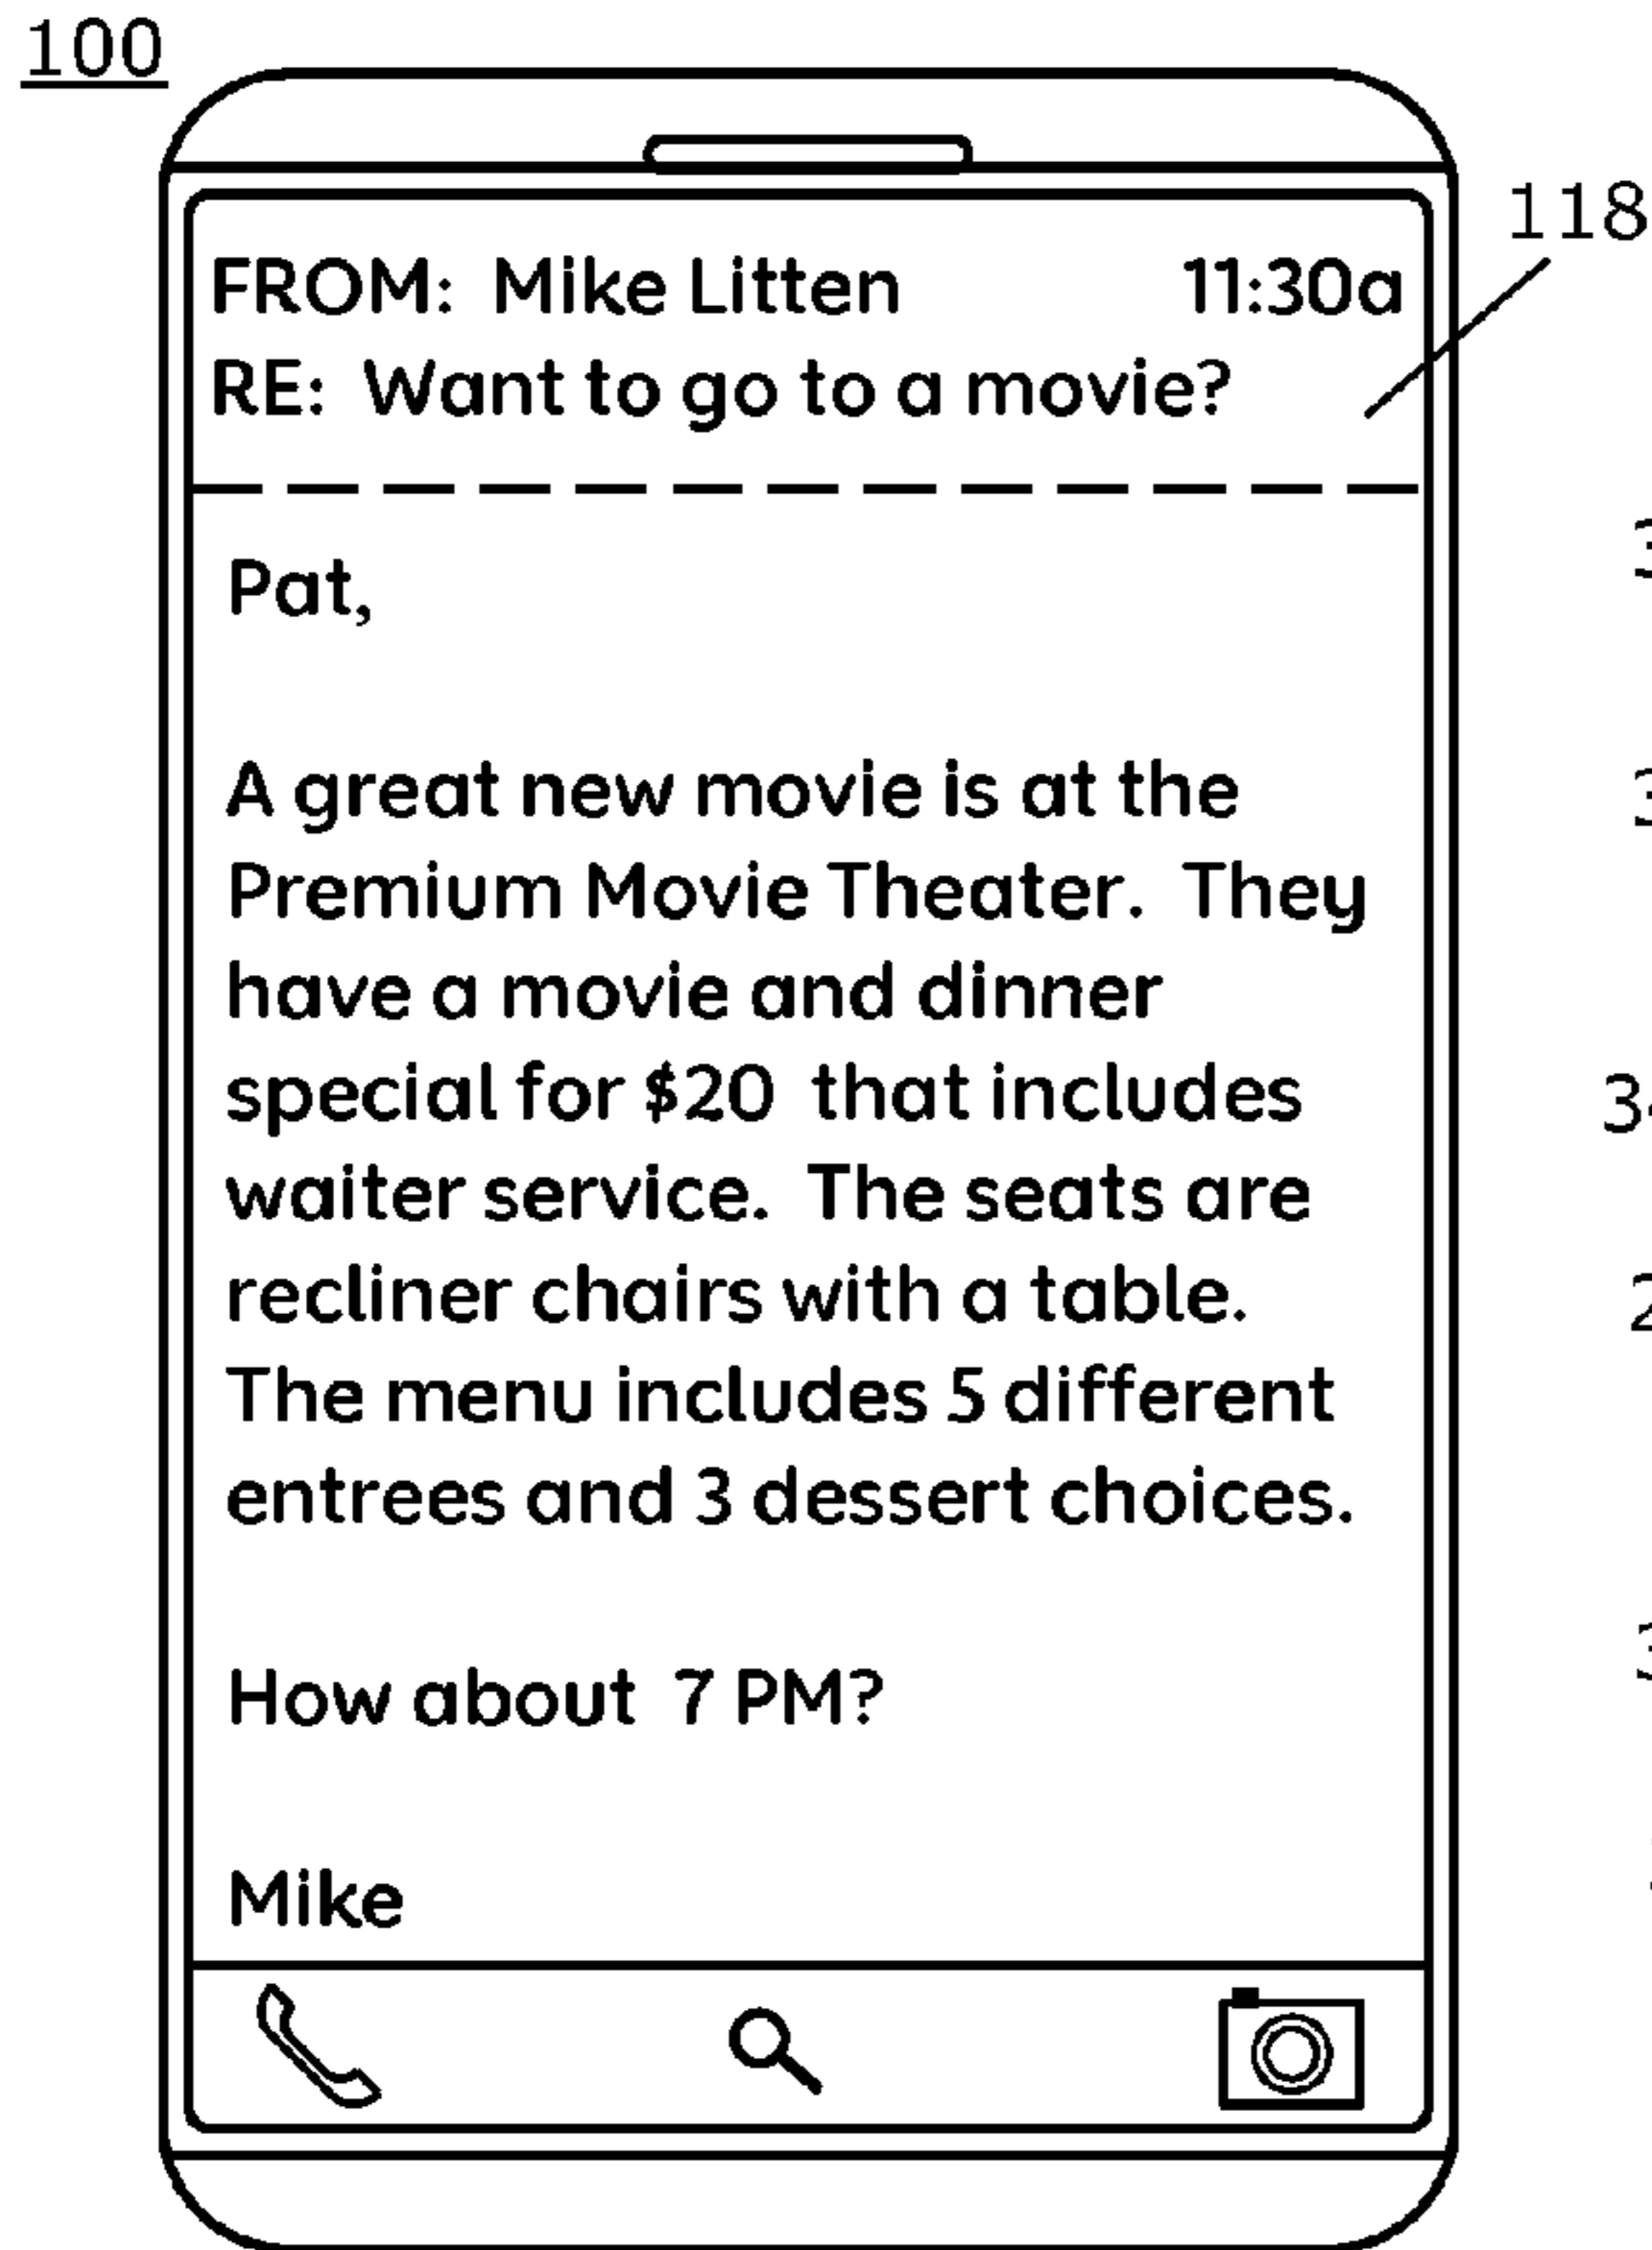 100
118
FROM: Mike Litten 11:30a
RE: Want to go to a movie?
Pat,
A great new movie is at the
Premium Movie Theater. They
have a movie and dinner
special for $20 that includes
waiter service. The seats are
recliner chairs with a table.
The menu includes 5 different
entrees and 3 dessert choices.
How about 7 PM?
Mike